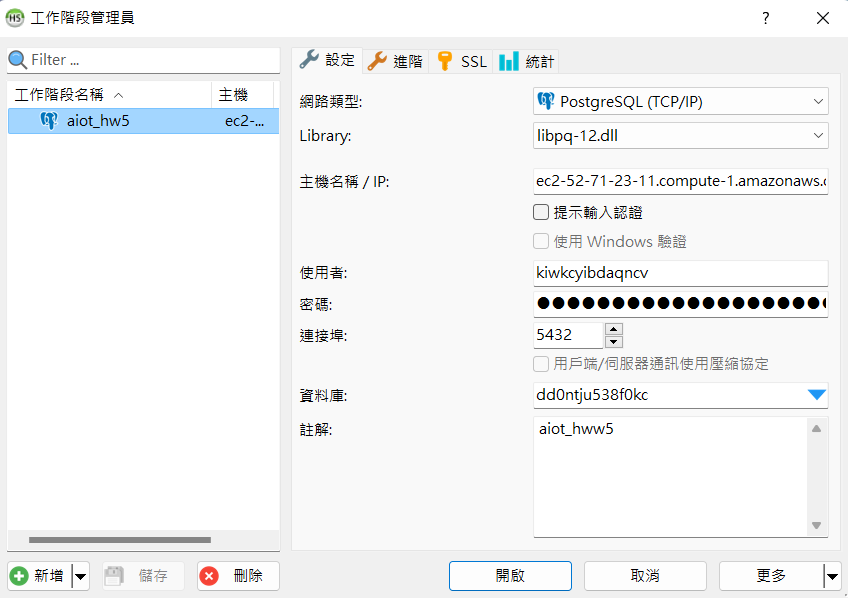 HS 工作階段管理員
Filter ...
工作階段名稱 主機
aiot_hw5 ec2-...
設定 進階 SSL 統計
網路類型: PostgreSQL (TCP/IP)
Library: libpq-12.dll
主機名稱 / IP: ec2-52-71-23-11.compute-1.amazonaws.c
提示輸入認證
使用 Windows 驗證
使用者: kiwkcyibdaqncv
密碼: ●●●●●●●●●●●●●●●●●●●●
連接埠: 5432
用戶端/伺服器通訊使用壓縮協定
資料庫: dd0ntju538f0kc
註解: aiot_hww5
新增 儲存 刪除 開啟 取消 更多